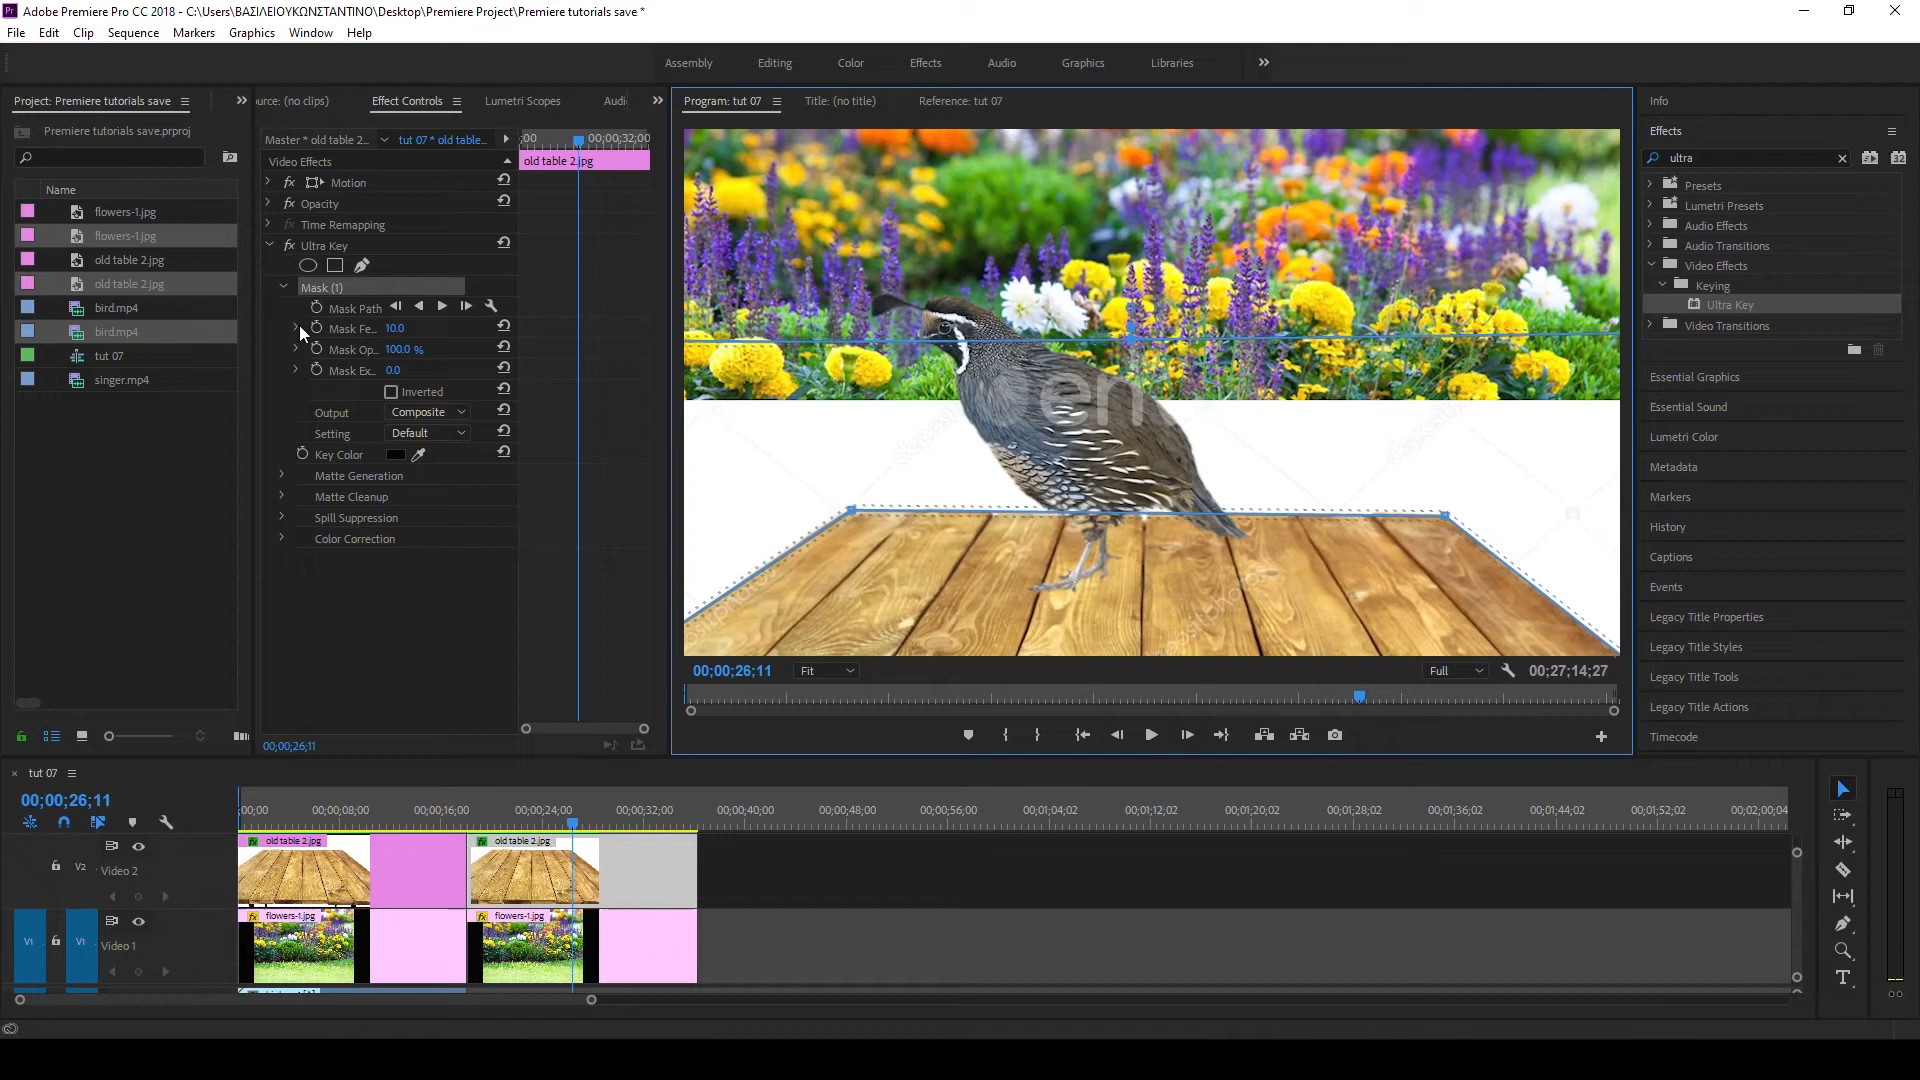 Adobe Premiere Pro CC 2018 - C:\Users\ΒΑΣΙΛΕΙΟΥΚΩΝΣΤΑΝΤΙΝΟ\Desktop\Premiere Project\Premiere tutorials save *
File Edit Clip Sequence Markers Graphics Window Help
Assembly Editing Color Effects Audio Graphics Libraries
Project: Premiere tutorials save
Premiere tutorials save.prproj
Name
flowers-1.jpg
flowers-1.jpg
old table 2.jpg
old table 2.jpg
bird.mp4
bird.mp4
tut 07
singer.mp4
urce: (no clips) Effect Controls Lumetri Scopes Audi
Master * old table 2... tut 07 * old table...
;00 00;00;32;00
Video Effects
old table 2.jpg
fx Motion
fx Opacity
fx Time Remapping
fx Ultra Key
Mask (1)
Mask Path
Mask Fe... 10.0
Mask Op... 100.0 %
Mask Ex... 0.0
Inverted
Output Composite
Setting Default
Key Color
Matte Generation
Matte Cleanup
Spill Suppression
Color Correction
00;00;26;11
Program: tut 07 Title: (no title) Reference: tut 07
00;00;26;11 Fit Full 00;27;14;27
Info
Effects
ultra
32
Presets
Lumetri Presets
Audio Effects
Audio Transitions
Video Effects
Keying
Ultra Key
Video Transitions
Essential Graphics
Essential Sound
Lumetri Color
Metadata
Markers
History
Captions
Events
Legacy Title Properties
Legacy Title Styles
Legacy Title Tools
Legacy Title Actions
Timecode
tut 07
00;00;26;11
;00;00 00;00;08;00 00;00;16;00 00;00;24;00 00;00;32;00 00;00;40;00 00;00;48;00 00;00;56;00 00;01;04;02 00;01;12;02 00;01;20;02 00;01;28;02 00;01;36;02 00;01;44;02 00;01;52;02 00;02;00;04
fx old table 2.jpg fx old table 2.jpg
V2 Video 2
fx flowers-1.jpg fx flowers-1.jpg
V1 V1 Video 1